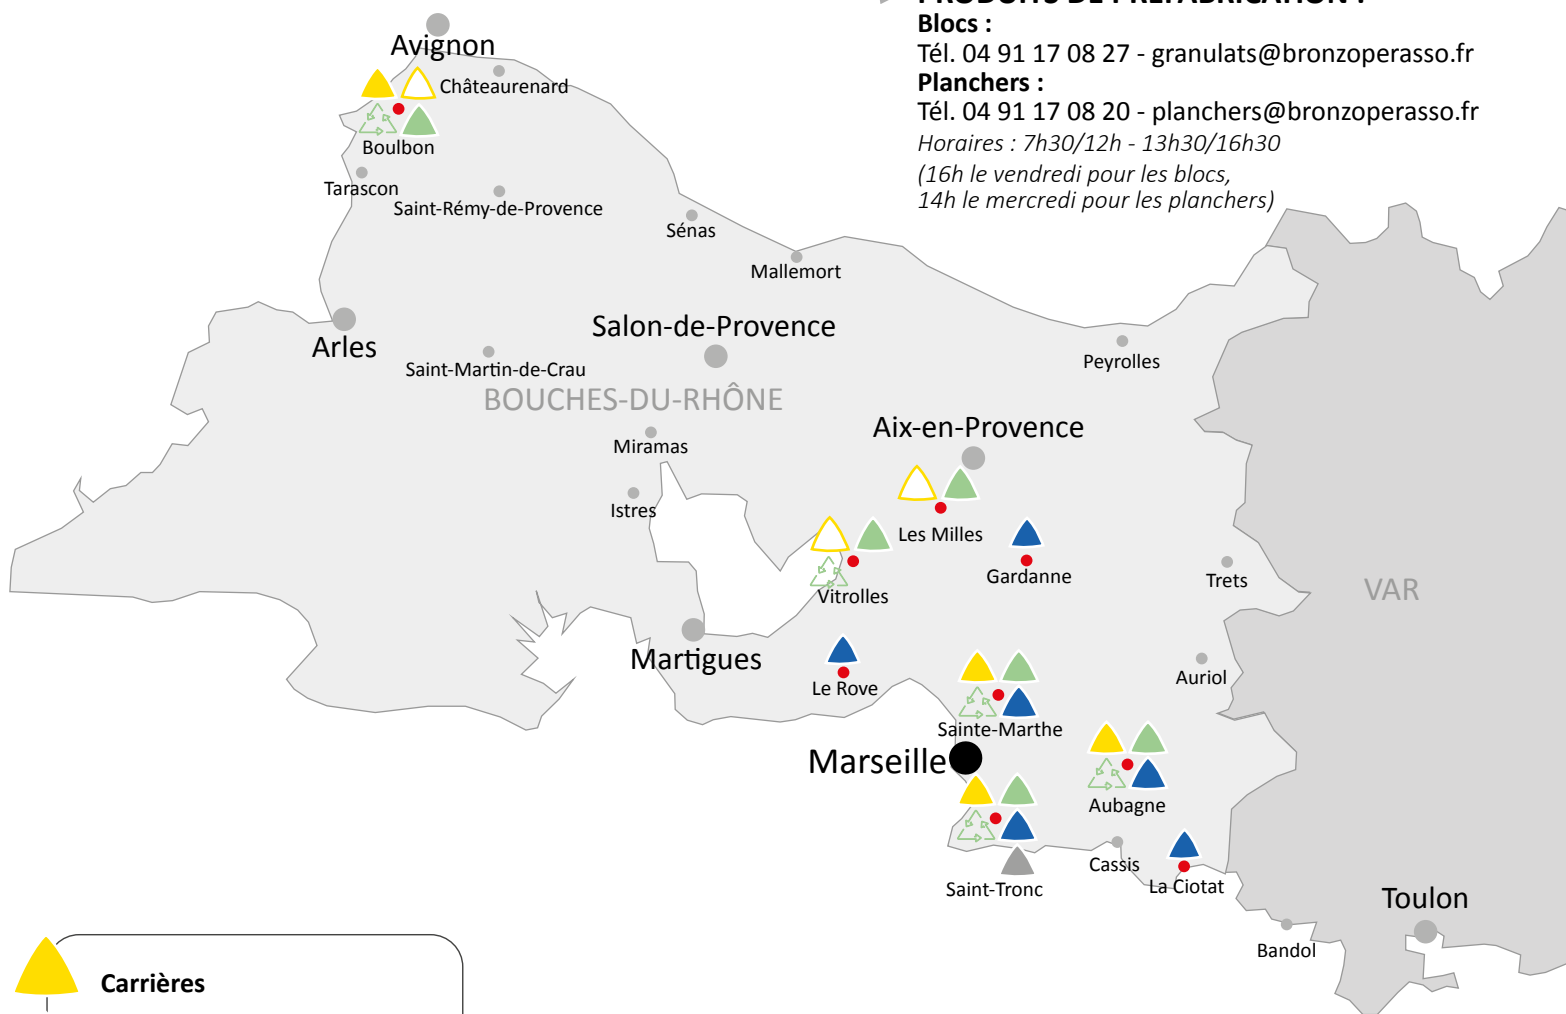 PRODUITS DE PRÉFABRICATION :
Blocs :
Tél. 04 91 17 08 27 - granulats@bronzoperasso.fr
Planchers :
Tél. 04 91 17 08 20 - planchers@bronzoperasso.fr
Horaires : 7h30/12h - 13h30/16h30
(16h le vendredi pour les blocs,
14h le mercredi pour les planchers)
Avignon
Châteaurenard
Boulbon
Tarascon
Saint-Rémy-de-Provence
Sénas
Mallemort
Salon-de-Provence
Arles
Saint-Martin-de-Crau
Peyrolles
BOUCHES-DU-RHÔNE
Aix-en-Provence
Miramas
Istres
Les Milles
Gardanne
Trets
VAR
Vitrolles
Martigues
Le Rove
Auriol
Sainte-Marthe
Marseille
Aubagne
Cassis
La Ciotat
Saint-Tronc
Toulon
Bandol
Carrières